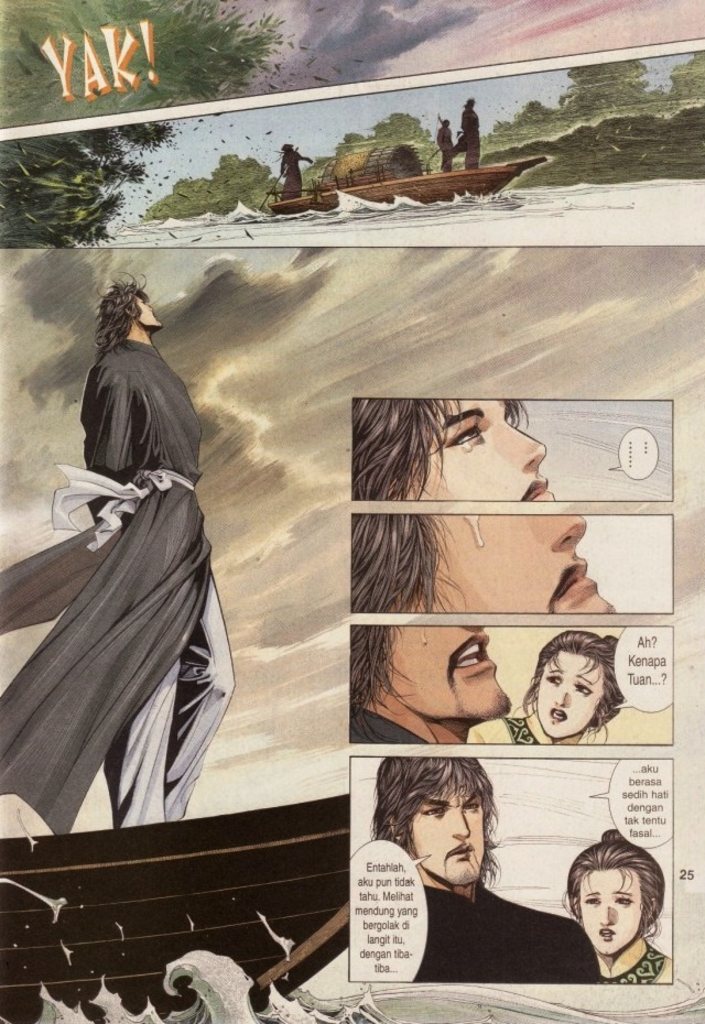 YAK!
....
...
Ah?
Kenapa
Tuan...?
Entahlah,
aku pun tidak
tahu. Melihat
mendung yang
bergolak di
langit itu,
dengan tiba-
tiba...
...aku
berasa
sedih hati
dengan
tak tentu
fasal...
25